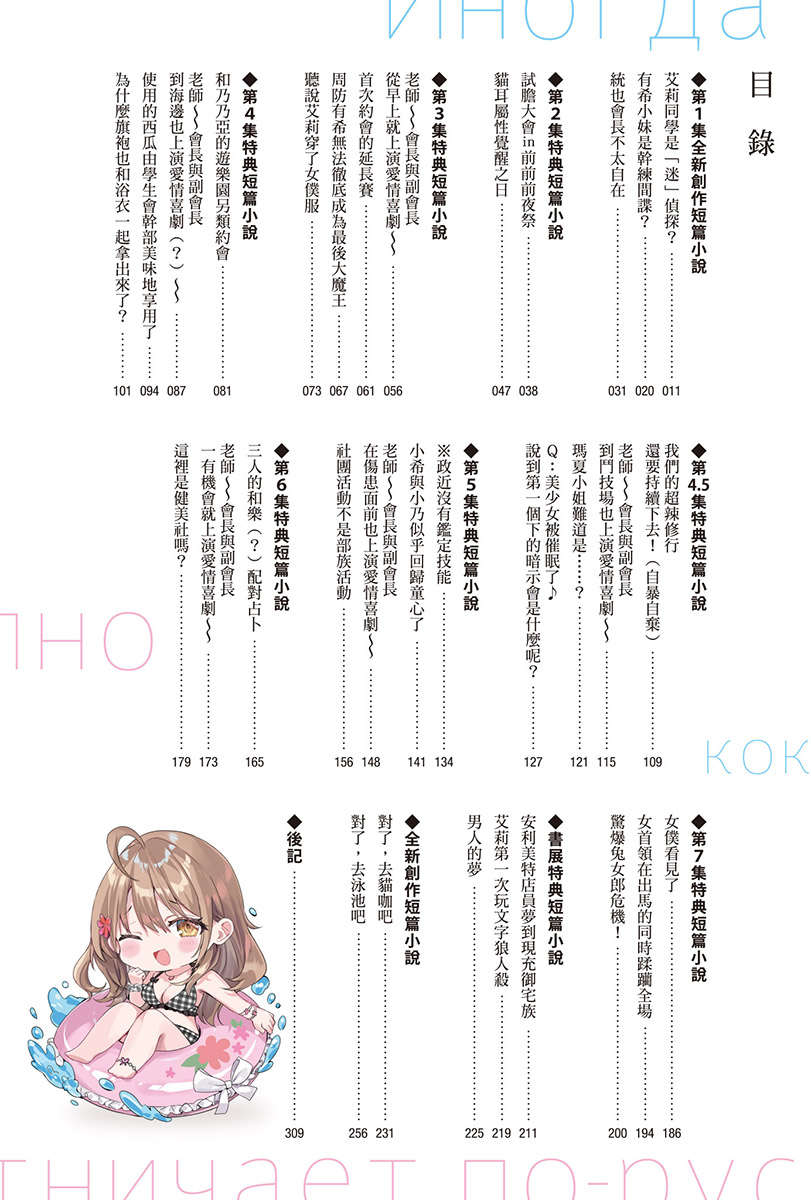 Иногда
目錄
◆第1集全新創作短篇小說
艾莉同學是「迷」偵探？……011
有希小妹是幹練間諜？……020
統也會長不太自在……031
◆第2集特典短篇小說
試膽大會in前前前夜祭……038
貓耳屬性覺醒之日……047
◆第3集特典短篇小說
老師～～會長與副會長
從早上就上演愛情喜劇～～……056
首次約會的延長賽……061
周防有希無法徹底成為最後大魔王……067
聽說艾莉穿了女僕服……073
◆第4集特典短篇小說
和乃乃亞的遊樂園另類約會……081
老師～～會長與副會長
到海邊也上演愛情喜劇（？）～～……087
使用的西瓜由學生會幹部美味地享用了……094
為什麼旗袍也和浴衣一起拿出來了？……101
◆第4.5集特典短篇小說
我們的超辣修行
還要持續下去！（自暴自棄）……109
老師～～會長與副會長
到鬥技場也上演愛情喜劇～～……115
瑪夏小姐難道是……？……121
Q：美少女被催眠了♪
說到第一個下的暗示會是什麼呢？……127
◆第5集特典短篇小說
※政近沒有鑑定技能……134
小希與小乃似乎回歸童心了……141
老師～～會長與副會長
在傷患面前也上演愛情喜劇～～……148
社團活動不是部族活動……156
◆第6集特典短篇小說
三人的和樂（？）配對占卜……165
老師～～會長與副會長
一有機會就上演愛情喜劇～～……173
這裡是健美社嗎？……179
лно
кок
◆第7集特典短篇小說
女僕看見了……186
女首領在出馬的同時蹂躪全場……194
驚爆兔女郎危機！……200
◆書展特典短篇小說
安利美特店員夢到現充御宅族……211
艾莉第一次玩文字狼人殺……219
男人的夢……225
◆全新創作短篇小說
對了，去貓咖吧……231
對了，去泳池吧……256
◆後記……309
тничает по-рус